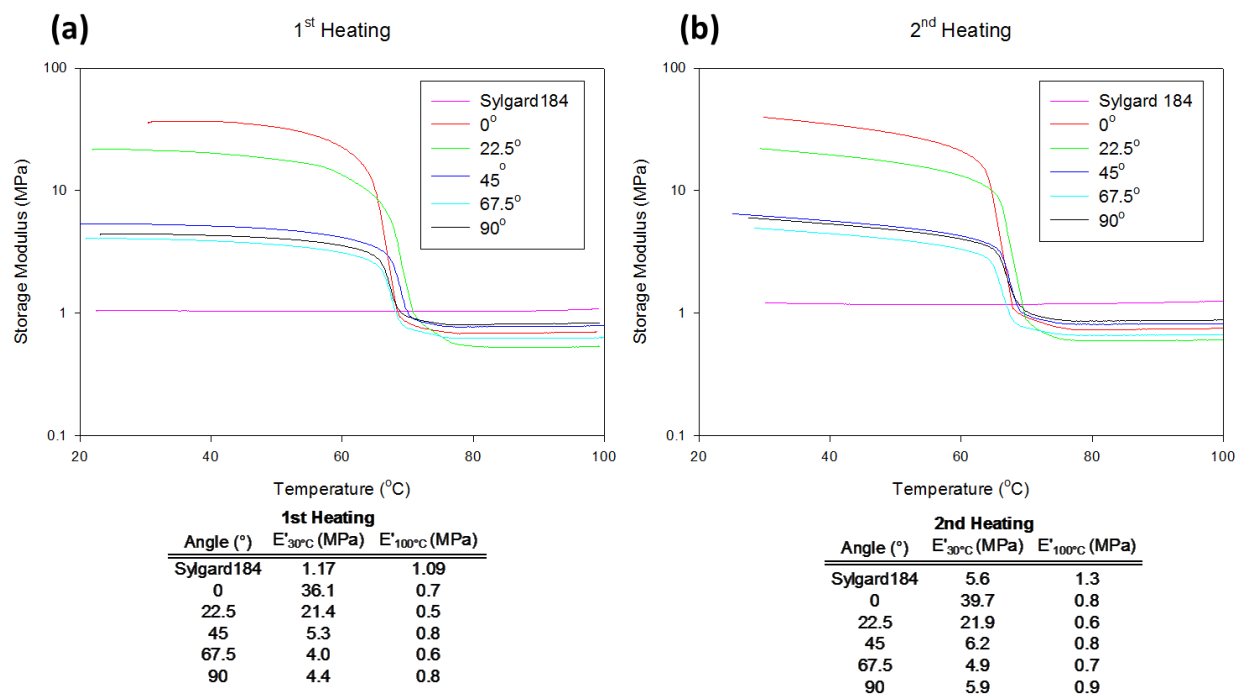 (a)
1st Heating
100
10
1
0.1
Storage Modulus (MPa)
Sylgard184
0°
22.5°
45°
67.5°
90°
20 40 60 80 100
Temperature (°C)
1st Heating
Angle (°) E'30°C (MPa) E'100°C (MPa)
Sylgard184 1.17 1.09
0 36.1 0.7
22.5 21.4 0.5
45 5.3 0.8
67.5 4.0 0.6
90 4.4 0.8
(b)
2nd Heating
100
10
1
0.1
Storage Modulus (MPa)
Sylgard 184
0°
22.5°
45°
67.5°
90°
20 40 60 80 100
Temperature (°C)
2nd Heating
Angle (°) E'30°C (MPa) E'100°C (MPa)
Sylgard184 5.6 1.3
0 39.7 0.8
22.5 21.9 0.6
45 6.2 0.8
67.5 4.9 0.7
90 5.9 0.9